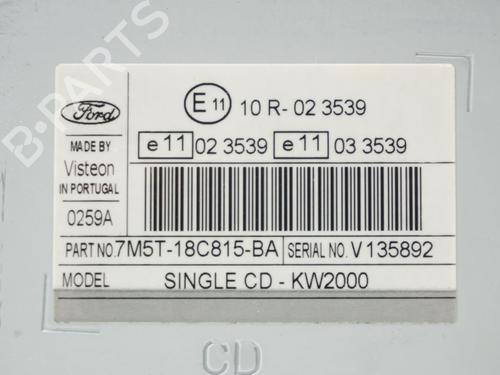 B-PARTS
Ford
E 11 10 R- 02 3539
MADE BY
Visteon
IN PORTUGAL
e 11 02 3539 e 11 03 3539
0259A
PART NO. 7M5T-18C815-BA SERIAL NO. V 135892
MODEL SINGLE CD - KW2000
CD